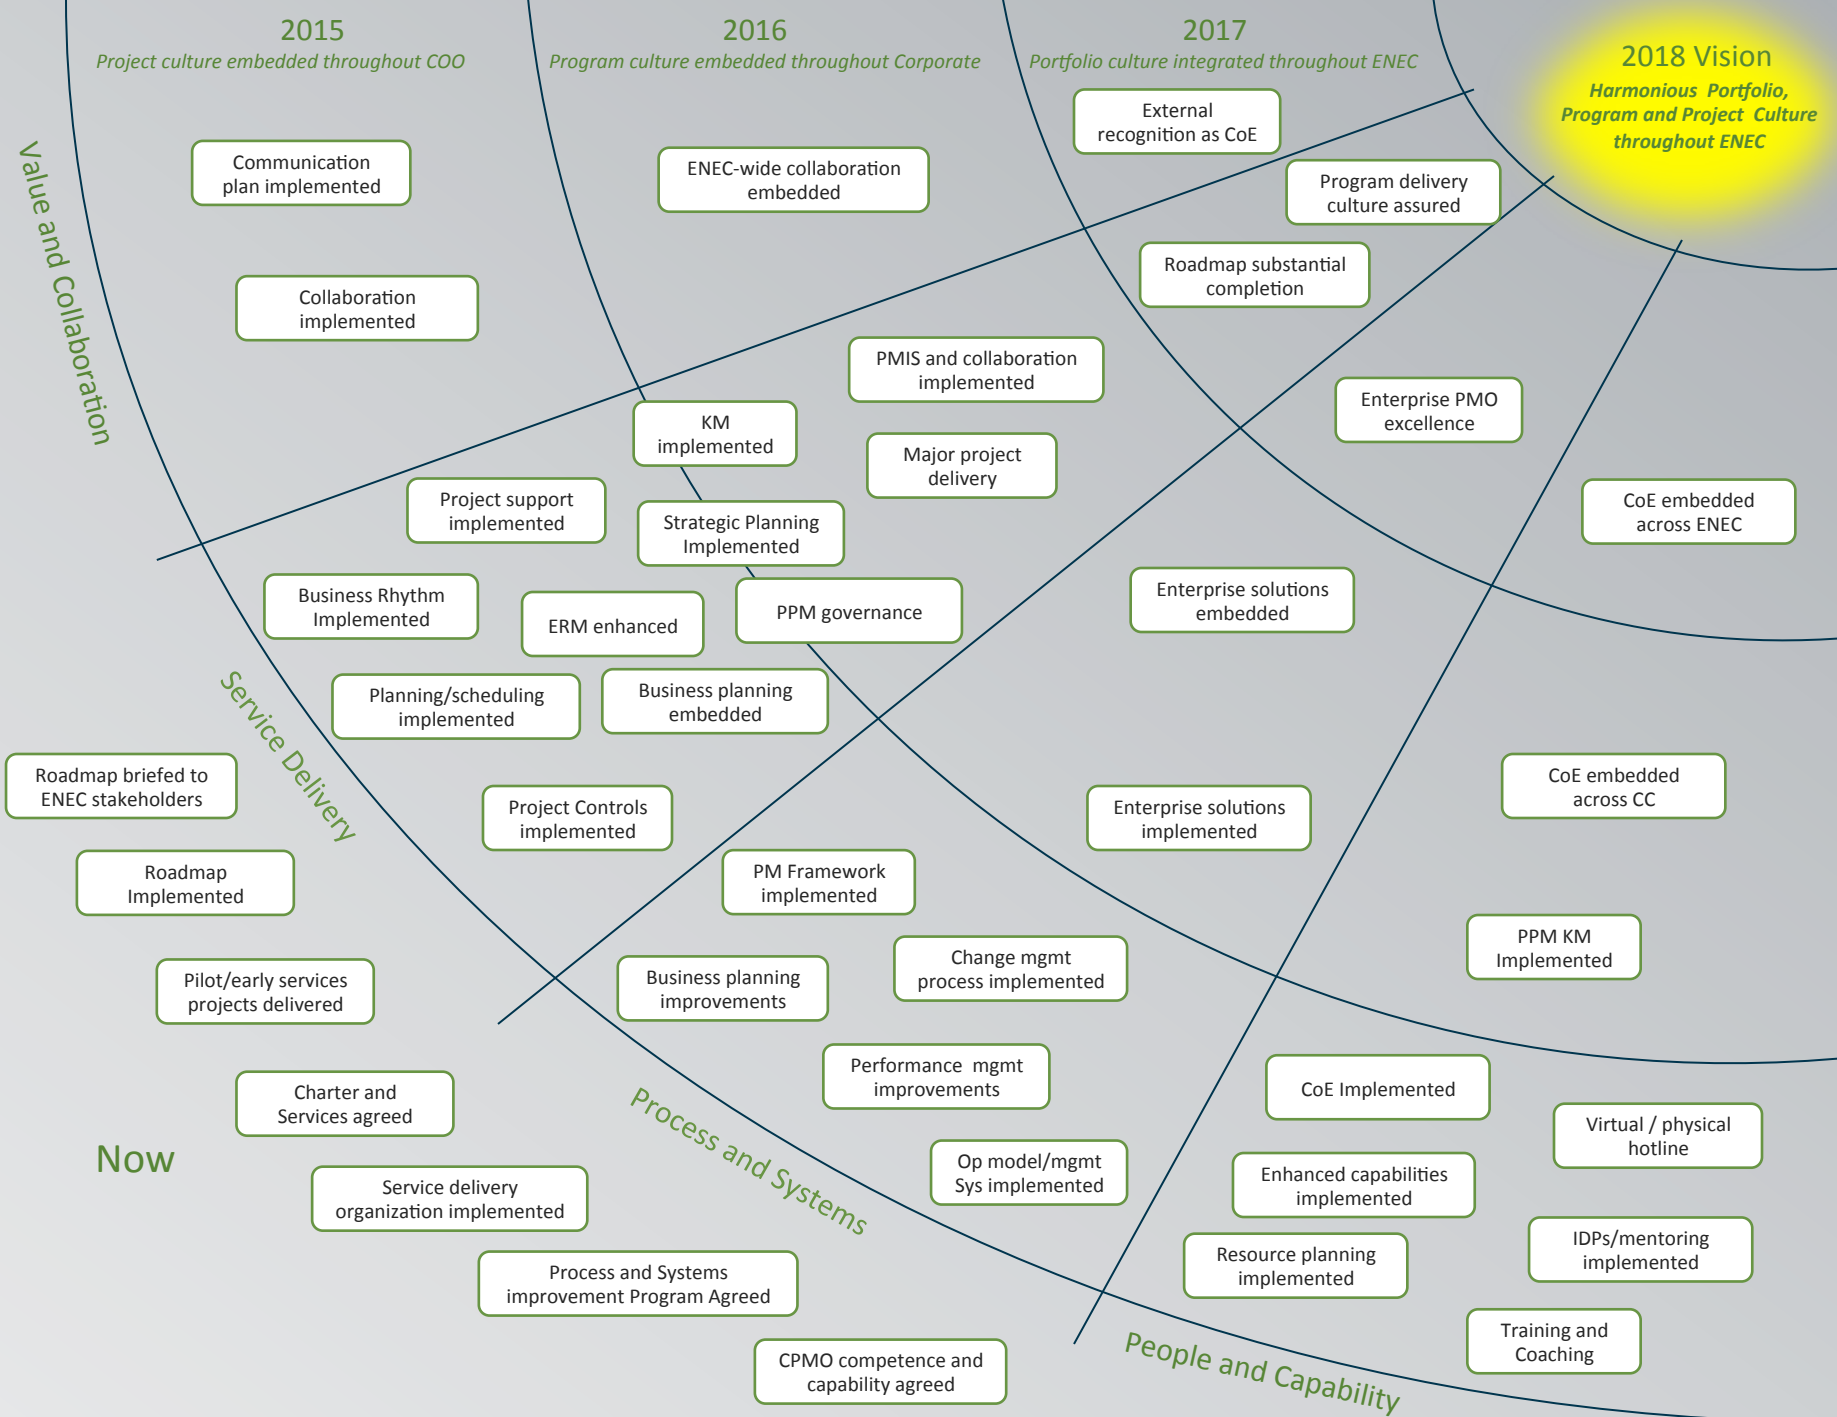 2015
Project culture embedded throughout COO
2016
Program culture embedded throughout Corporate
2017
Portfolio culture integrated throughout ENEC
2018 Vision
Harmonious Portfolio,
Program and Project Culture
throughout ENEC
External
recognition as CoE
Communication
plan implemented
ENEC-wide collaboration
embedded
Program delivery
culture assured
Value and Collaboration
Roadmap substantial
completion
Collaboration
implemented
PMIS and collaboration
implemented
Enterprise PMO
excellence
KM
implemented
Major project
delivery
Project support
implemented
Strategic Planning
Implemented
CoE embedded
across ENEC
Business Rhythm
Implemented
ERM enhanced
PPM governance
Enterprise solutions
embedded
Planning/scheduling
implemented
Business planning
embedded
Service Delivery
Roadmap briefed to
ENEC stakeholders
Project Controls
implemented
Enterprise solutions
implemented
CoE embedded
across CC
Roadmap
Implemented
PM Framework
implemented
PPM KM
Implemented
Pilot/early services
projects delivered
Business planning
improvements
Change mgmt
process implemented
Charter and
Services agreed
Performance mgmt
improvements
CoE Implemented
Virtual / physical
hotline
Now
Process and Systems
Op model/mgmt
Sys implemented
Enhanced capabilities
implemented
Service delivery
organization implemented
Resource planning
implemented
IDPs/mentoring
implemented
Process and Systems
improvement Program Agreed
Training and
Coaching
CPMO competence and
capability agreed
People and Capability